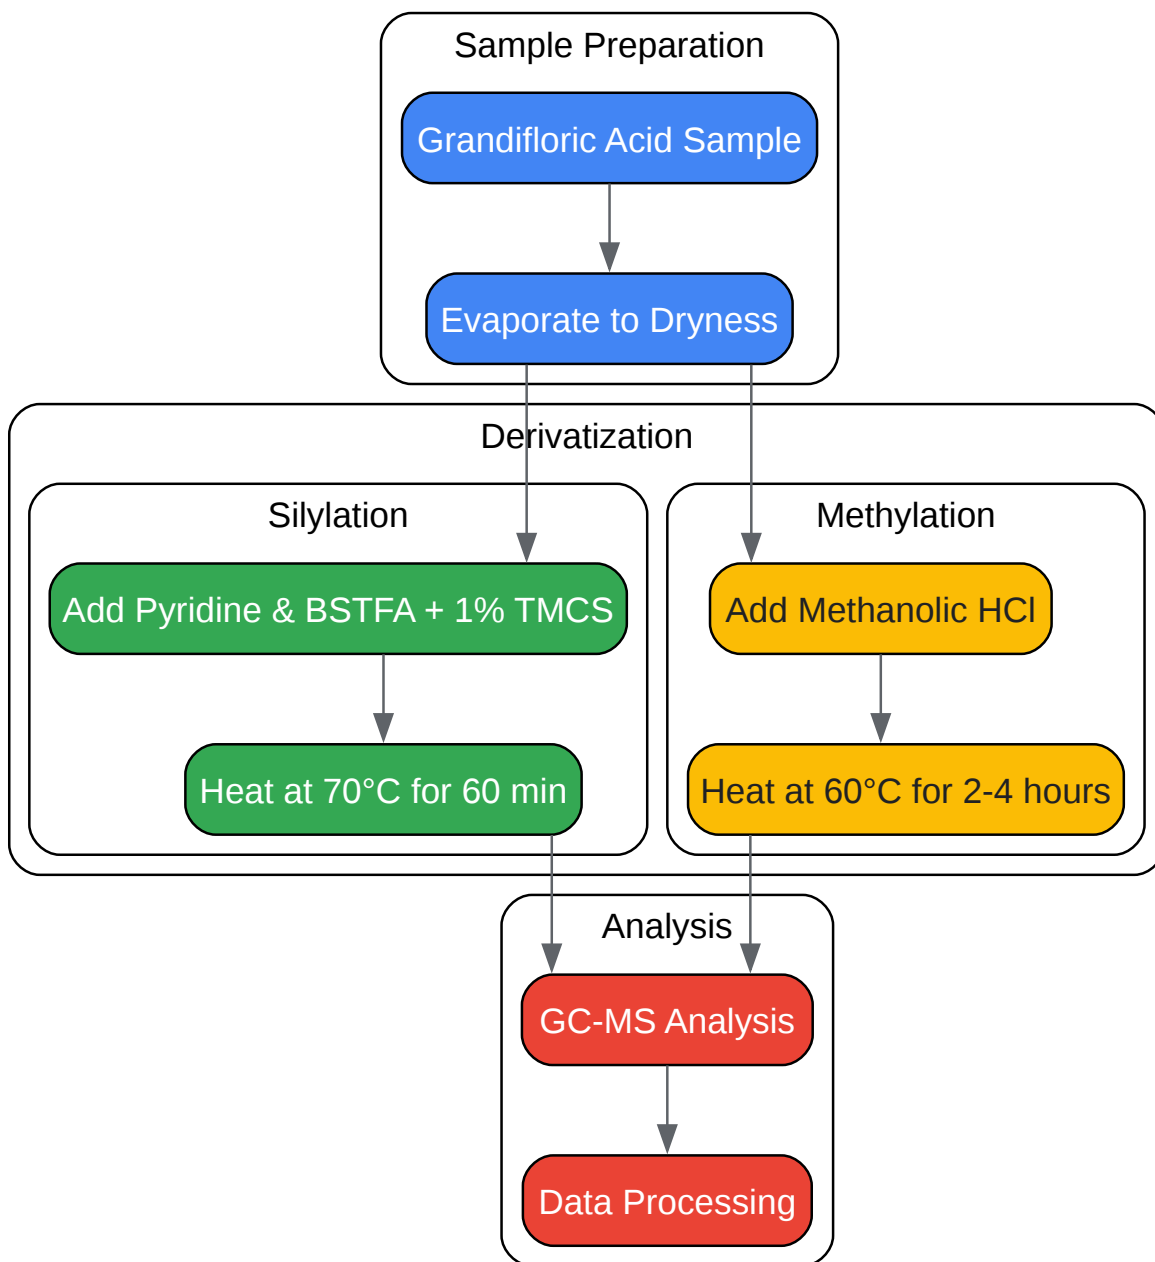 Sample Preparation
Grandifloric Acid Sample
Evaporate to Dryness
Derivatization
Silylation
Methylation
Add Pyridine & BSTFA + 1% TMCS
Add Methanolic HCl
Heat at 70°C for 60 min
Heat at 60°C for 2-4 hours
Analysis
GC-MS Analysis
Data Processing